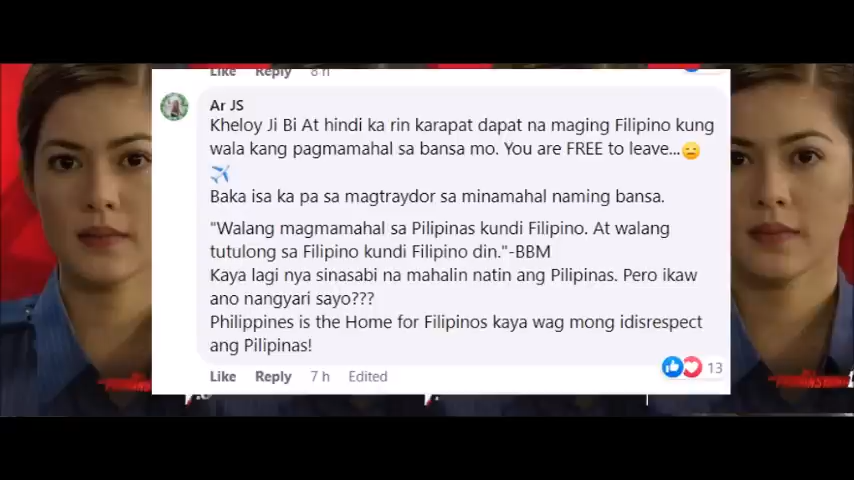 Like Reply 8 h
Ar JS
Kheloy Ji Bi At hindi ka rin karapat dapat na maging Filipino kung
wala kang pagmamahal sa bansa mo. You are FREE to leave...😑
✈️
Baka isa ka pa sa magtraydor sa minamahal naming bansa.
"Walang magmamahal sa Pilipinas kundi Filipino. At walang
tutulong sa Filipino kundi Filipino din."-BBM
Kaya lagi nya sinasabi na mahalin natin ang Pilipinas. Pero ikaw
ano nangyari sayo???
Philippines is the Home for Filipinos kaya wag mong idisrespect
ang Pilipinas!
Like Reply 7 h Edited 13